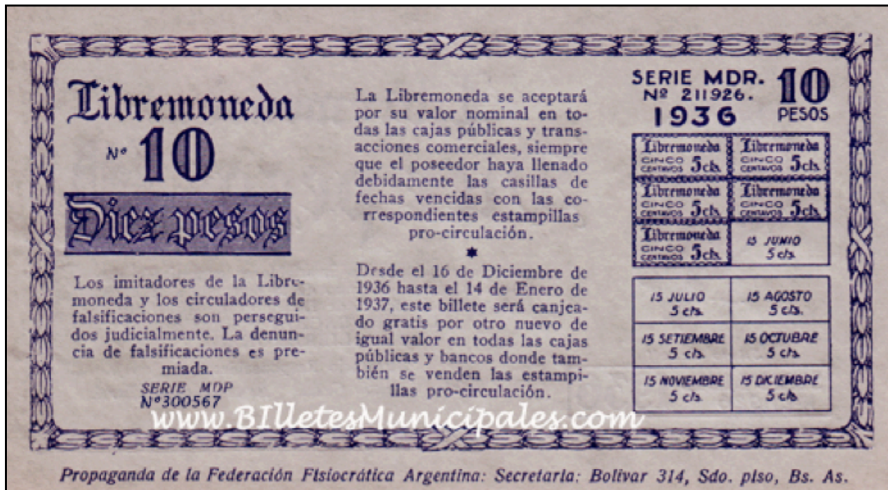 Libremoneda
Nº 10
Diez pesos
Los imitadores de la Libre-
moneda y los circuladores de
falsificaciones son persegui-
dos judicialmente. La denun-
cia de falsificaciones es pre-
miada.
SERIE MDP
Nº300567
La Libremoneda se aceptará
por su valor nominal en to-
das las cajas públicas y trans-
acciones comerciales, siempre
que el poseedor haya llenado
debidamente las casillas de
fechas vencidas con las co-
rrespondientes estampillas
pro-circulación.
Desde el 16 de Diciembre de
1936 hasta el 14 de Enero de
1937, este billete será canjea-
do gratis por otro nuevo de
igual valor en todas las cajas
públicas y bancos donde tam-
bién se venden las estampi-
llas pro-circulación.
SERIE MDR. 10
Nº 211926.
1936 PESOS
Libremoneda Libremoneda
CINCO CENTAVOS 5cts. CINCO CENTAVOS 5cts.
Libremoneda Libremoneda
CINCO CENTAVOS 5cts. CINCO CENTAVOS 5cts.
Libremoneda 15 JUNIO
CINCO CENTAVOS 5cts. 5 cts.
15 JULIO 15 AGOSTO
5 cts. 5 cts.
15 SETIEMBRE 15 OCTUBRE
5 cts. 5 cts.
15 NOVIEMBRE 15 DICIEMBRE
5 cts. 5 cts.
www.BIlletesMunicipales.com
Propaganda de la Federación Fisiocrática Argentina: Secretaría: Bolívar 314, 5do. piso, Bs. As.